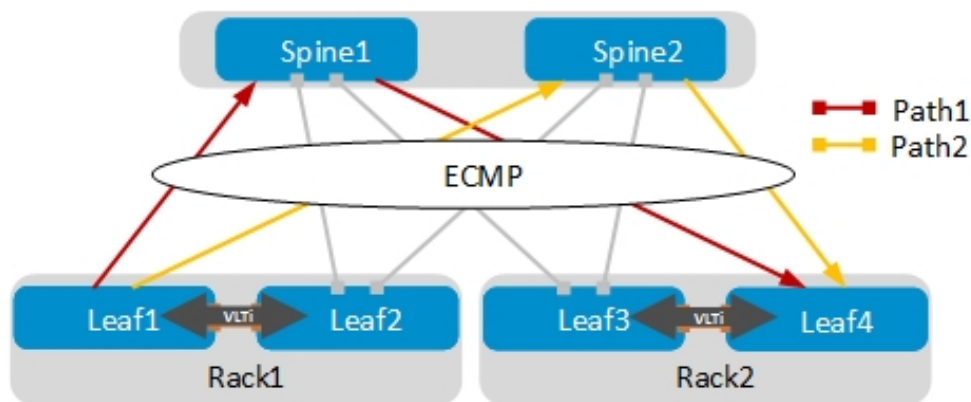 Spine1
Spine2
Path1
Path2
ECMP
Leaf1
VLTi
Leaf2
Leaf3
VLTi
Leaf4
Rack1
Rack2